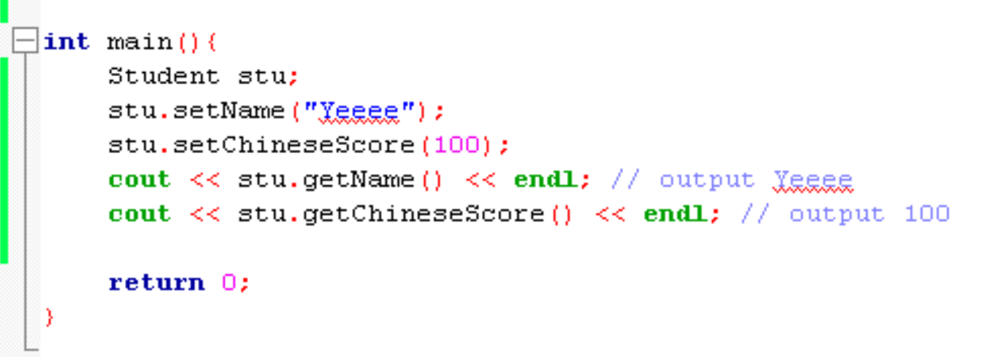 int main(){
    Student stu;
    stu.setName("Yeeee");
    stu.setChineseScore(100);
    cout << stu.getName() << endl; // output Yeeee
    cout << stu.getChineseScore() << endl; // output 100
    return 0;
}